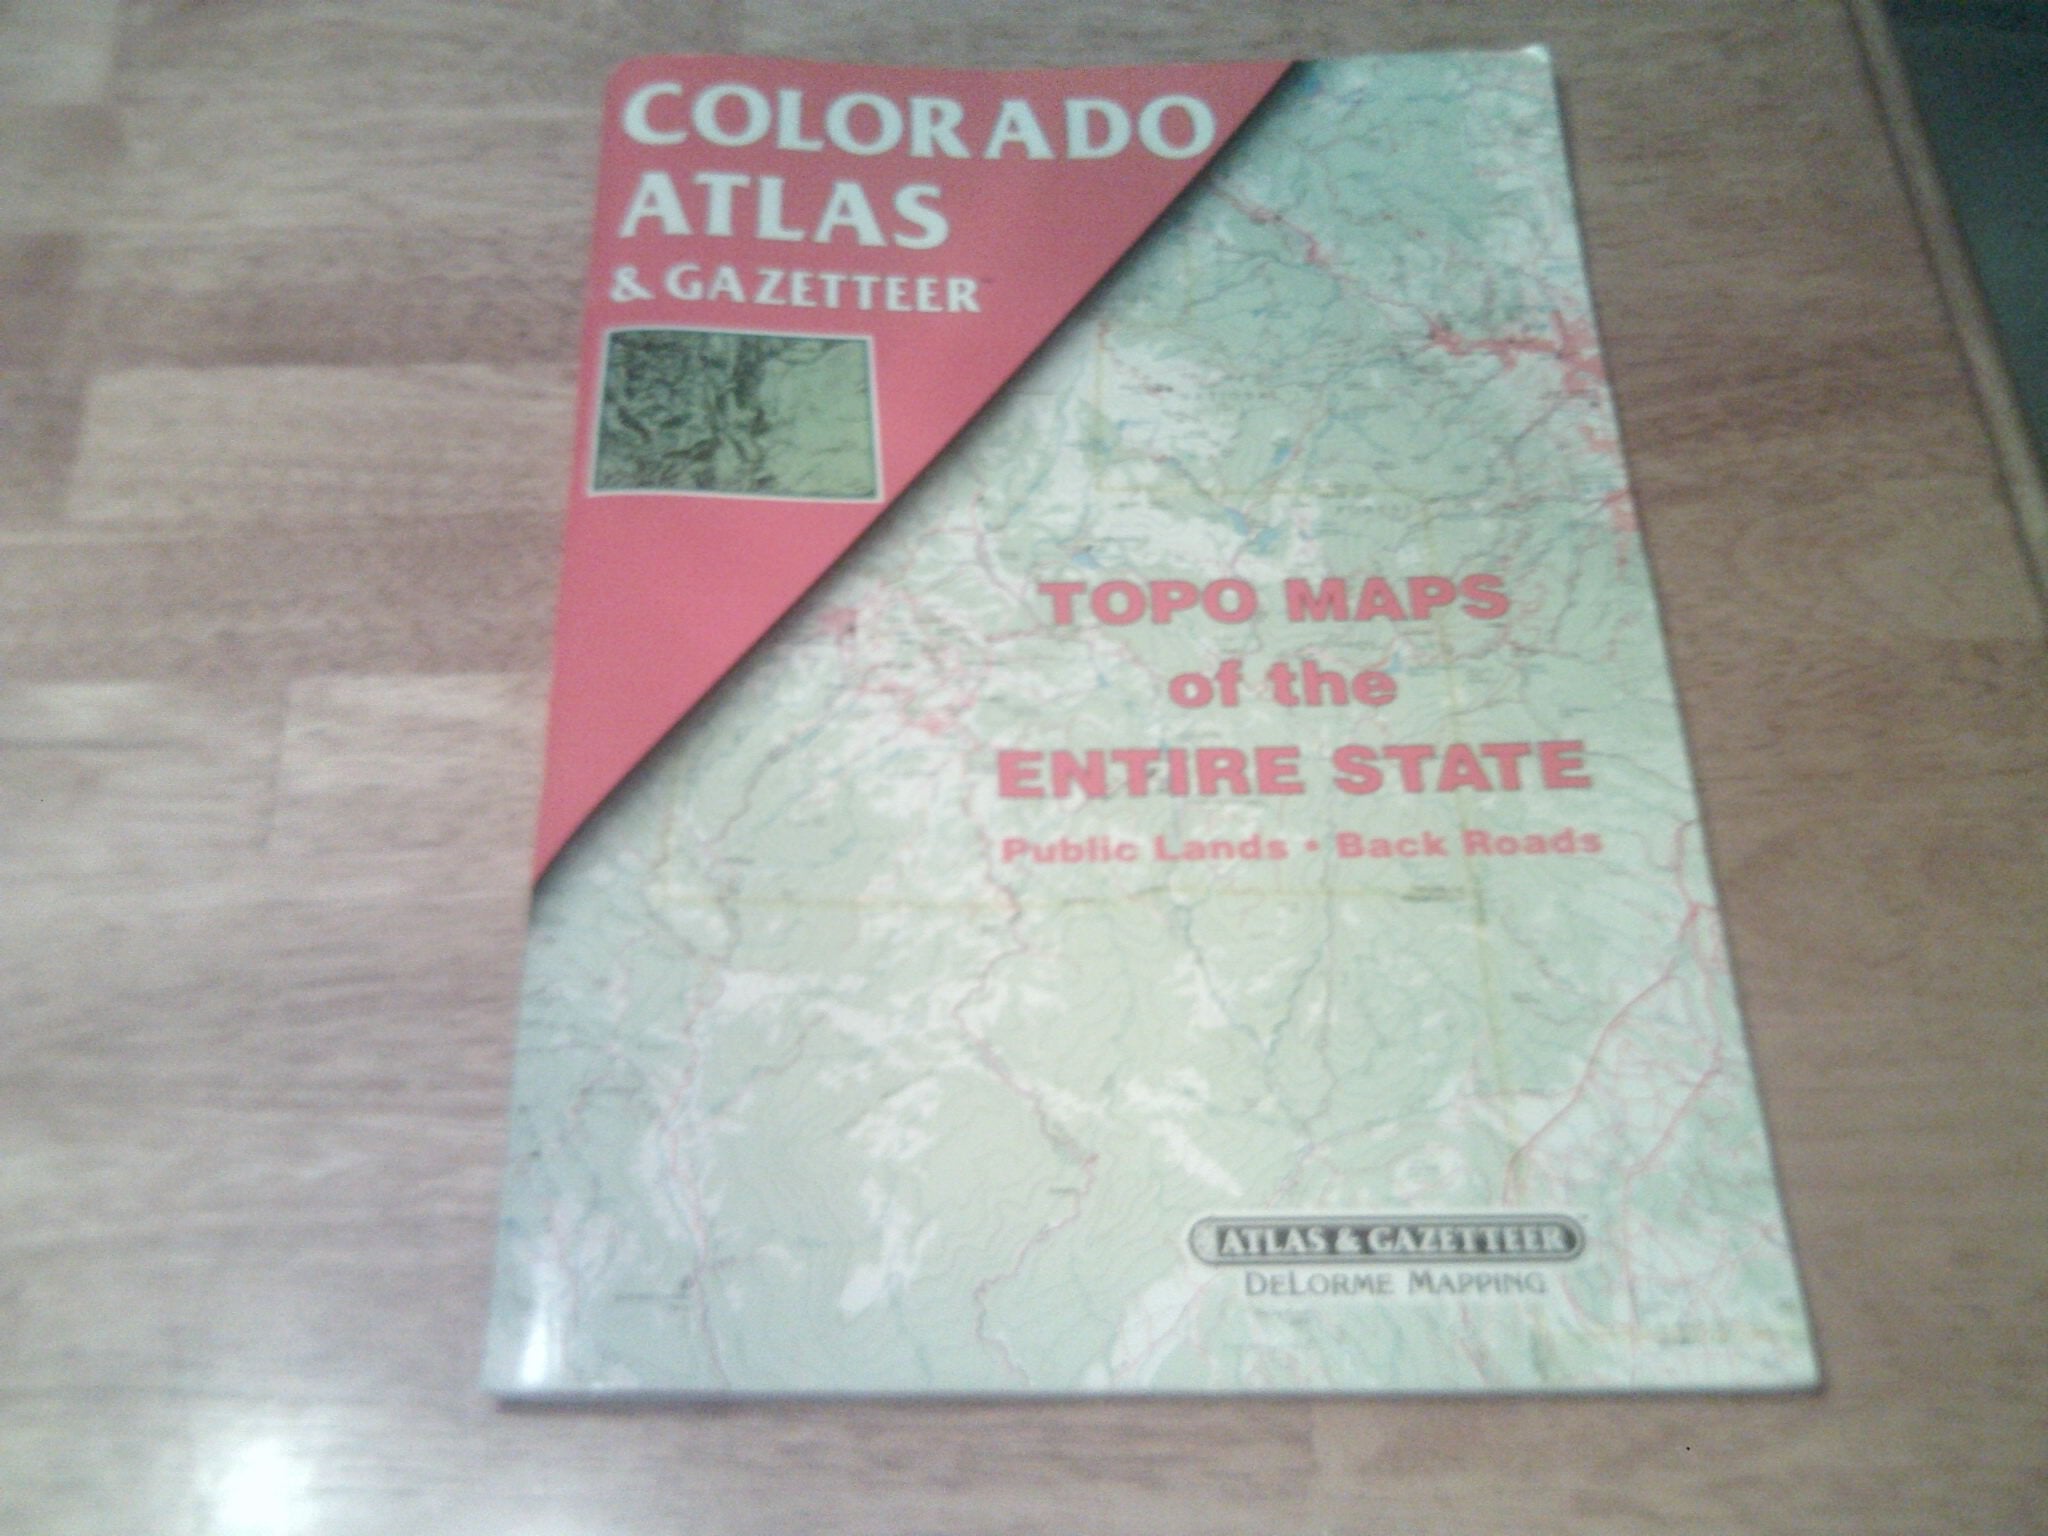 COLORADO
ATLAS
& GAZETTEER
TOPO MAPS
of the
ENTIRE STATE
Public Lands • Back Roads
ATLAS & GAZETTEER
DELORME MAPPING